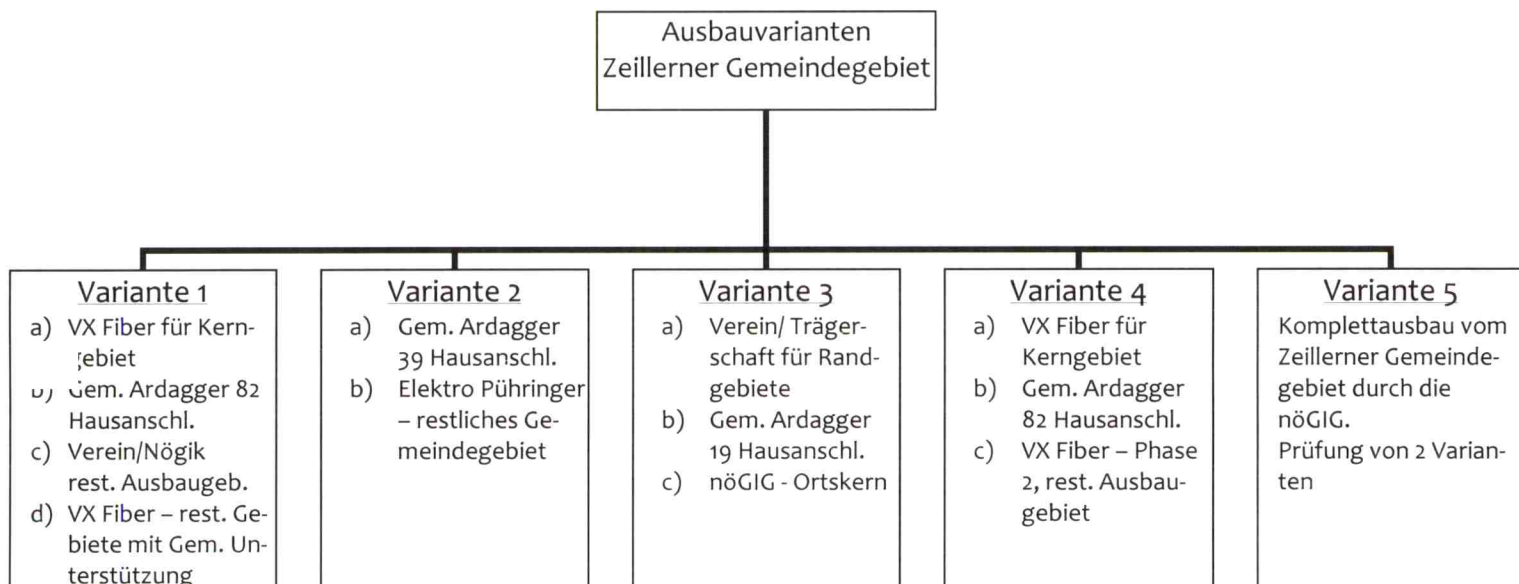 Ausbauvarianten
Zeillerner Gemeindegebiet
Variante 1
a) VX Fiber für Kern-
gebiet
b) Gem. Ardagger 82
Hausanschl.
c) Verein/Nögik
rest. Ausbaugeb.
d) VX Fiber – rest. Ge-
biete mit Gem. Un-
terstützung
Variante 2
a) Gem. Ardagger
39 Hausanschl.
b) Elektro Pühringer
– restliches Ge-
meindegebiet
Variante 3
a) Verein/ Träger-
schaft für Rand-
gebiete
b) Gem. Ardagger
19 Hausanschl.
c) nöGIG - Ortskern
Variante 4
a) VX Fiber für
Kerngebiet
b) Gem. Ardagger
82 Hausanschl.
c) VX Fiber – Phase
2, rest. Ausbau-
gebiet
Variante 5
Komplettausbau vom
Zeillerner Gemeinde-
gebiet durch die
nöGIG.
Prüfung von 2 Varian-
ten